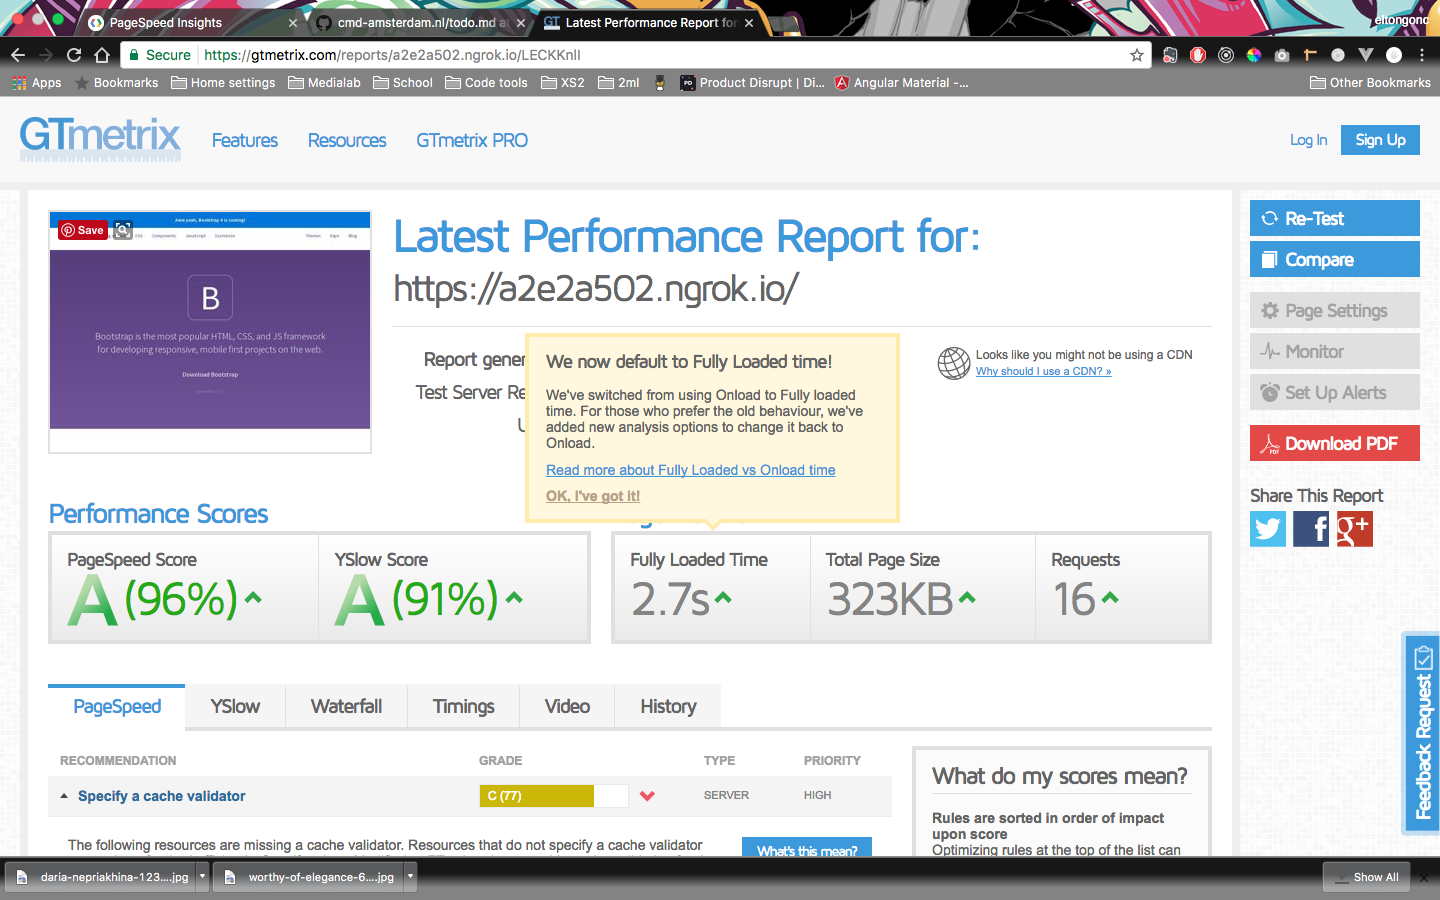 PageSpeed Insights
cmd-amsterdam.nl/todo.md at
Latest Performance Report for
eltongonc
Secure
https://gtmetrix.com/reports/a2e2a502.ngrok.io/LECKKnII
Apps
Bookmarks
Home settings
Medialab
School
Code tools
XS2
2ml
Product Disrupt | Di...
Angular Material -...
Other Bookmarks
GTmetrix
Features
Resources
GTmetrix PRO
Log In
Sign Up
Save
Aww yeah, Bootstrap 4 is coming!
CSS
Components
JavaScript
Customize
Themes
Expo
Blog
B
Bootstrap is the most popular HTML, CSS, and JS framework
for developing responsive, mobile first projects on the web.
Download Bootstrap
Latest Performance Report for:
https://a2e2a502.ngrok.io/
Report gener
Test Server Re
We now default to Fully Loaded time!
We've switched from using Onload to Fully loaded
time. For those who prefer the old behaviour, we've
added new analysis options to change it back to
Onload.
Read more about Fully Loaded vs Onload time
OK, I've got it!
Looks like you might not be using a CDN
Why should I use a CDN? »
Re-Test
Compare
Page Settings
Monitor
Set Up Alerts
PDF
Download PDF
Share This Report
Performance Scores
PageSpeed Score
A (96%)
YSlow Score
A (91%)
Fully Loaded Time
2.7s
Total Page Size
323KB
Requests
16
PageSpeed
YSlow
Waterfall
Timings
Video
History
RECOMMENDATION
GRADE
TYPE
PRIORITY
Specify a cache validator
C (77)
SERVER
HIGH
The following resources are missing a cache validator. Resources that do not specify a cache validator
What's this mean?
What do my scores mean?
Rules are sorted in order of impact
upon score
Optimizing rules at the top of the list can
Feedback Request
daria-nepriakhina-123....jpg
worthy-of-elegance-6....jpg
Show All